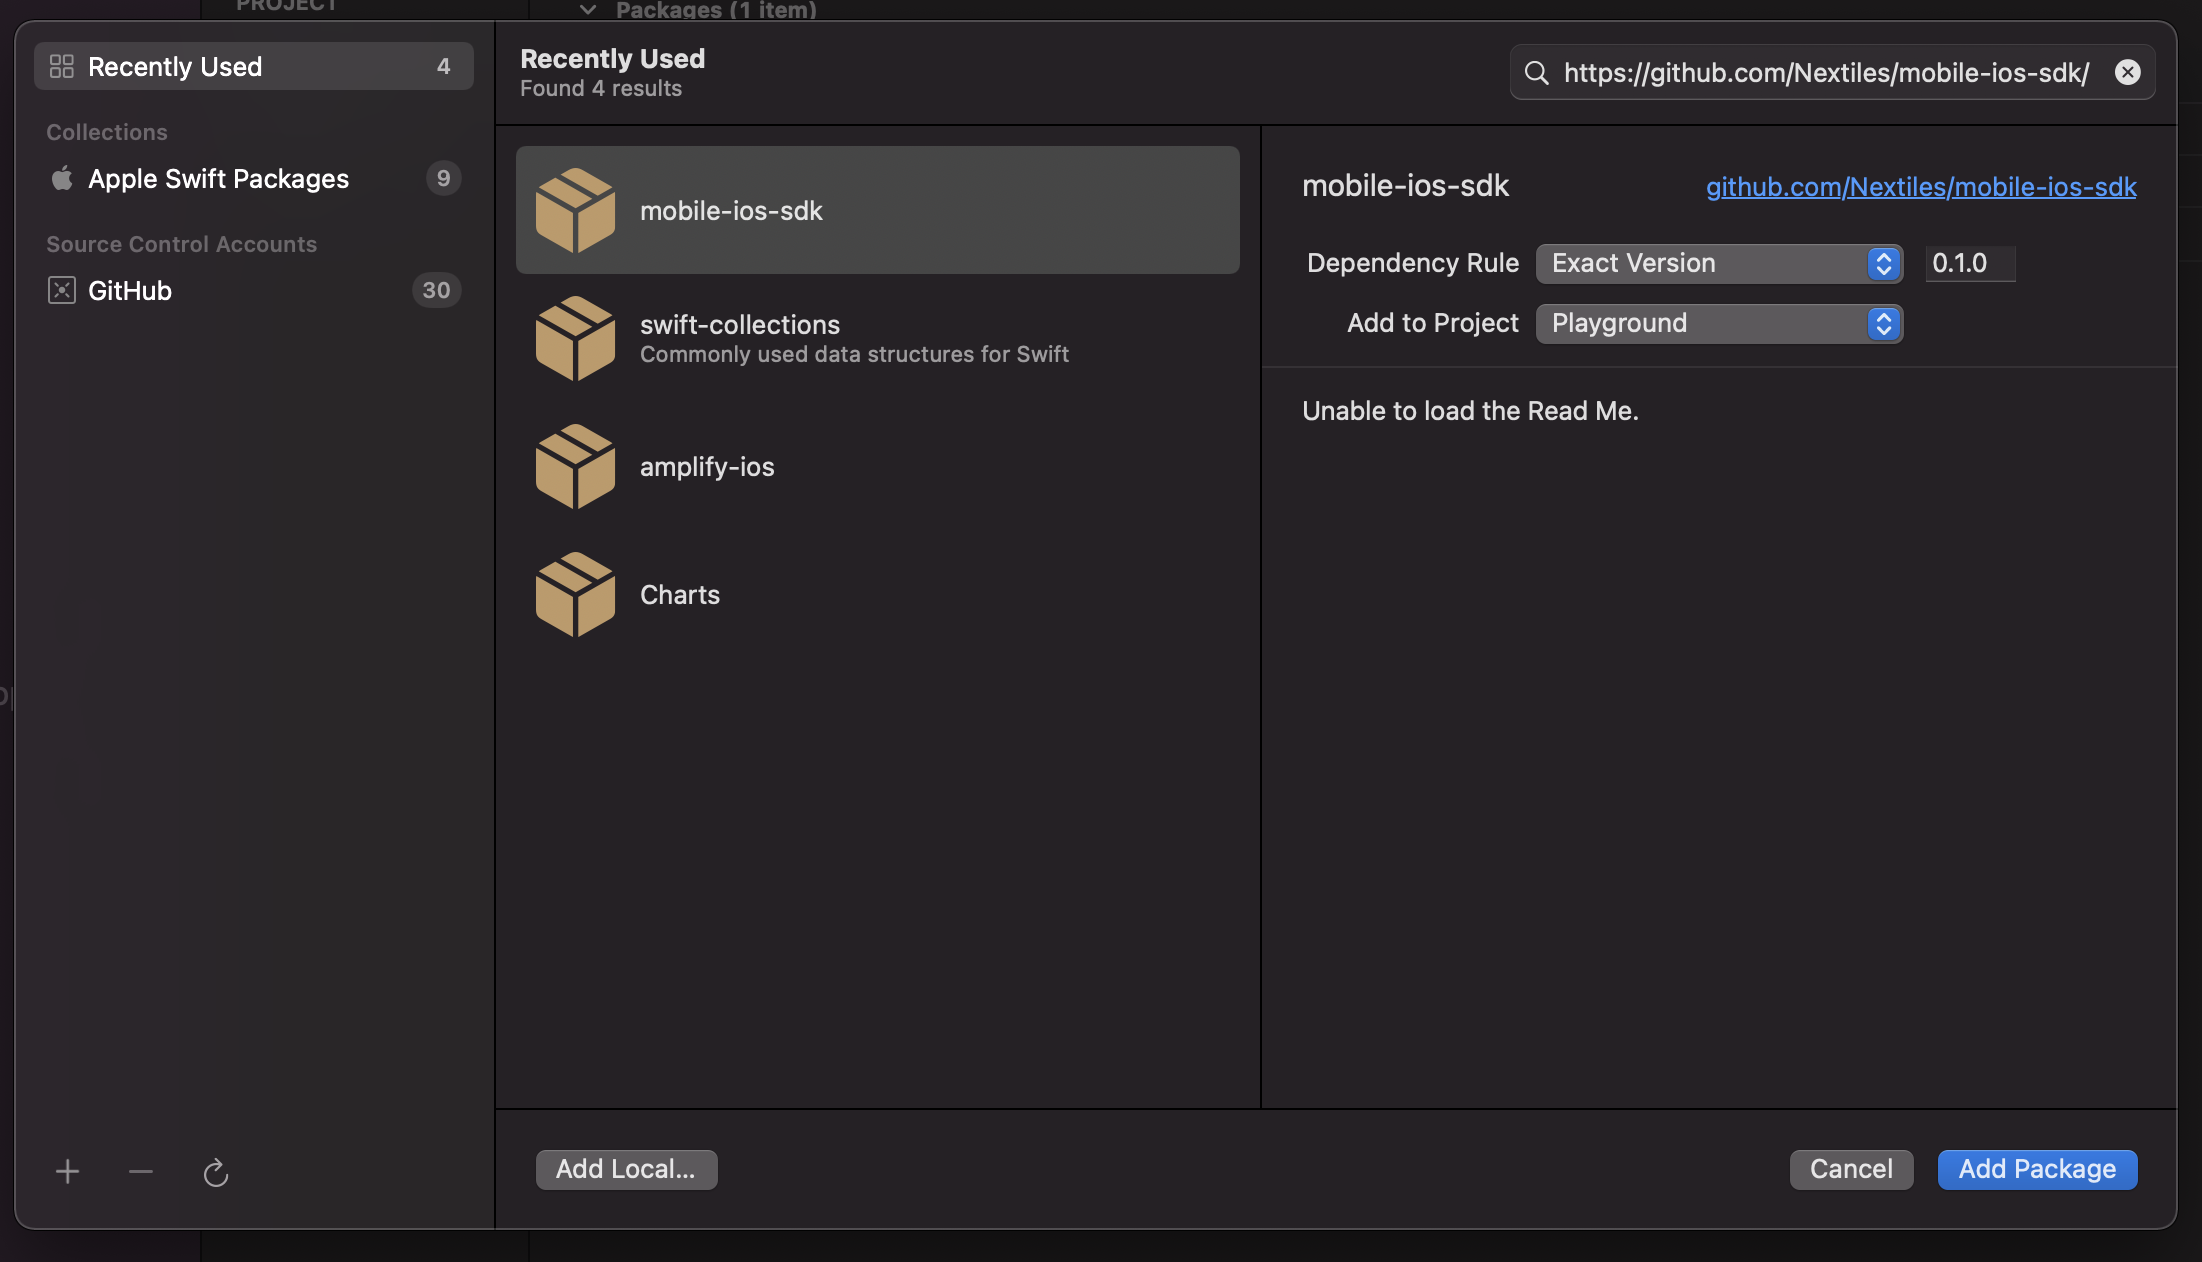 PROJECT
Packages (1 item)
Recently Used 4
Collections
Apple Swift Packages 9
Source Control Accounts
GitHub 30
Recently Used
Found 4 results
https://github.com/Nextiles/mobile-ios-sdk/
mobile-ios-sdk
swift-collections
Commonly used data structures for Swift
amplify-ios
Charts
mobile-ios-sdk
github.com/Nextiles/mobile-ios-sdk
Dependency Rule Exact Version 0.1.0
Add to Project Playground
Unable to load the Read Me.
Add Local...
Cancel
Add Package